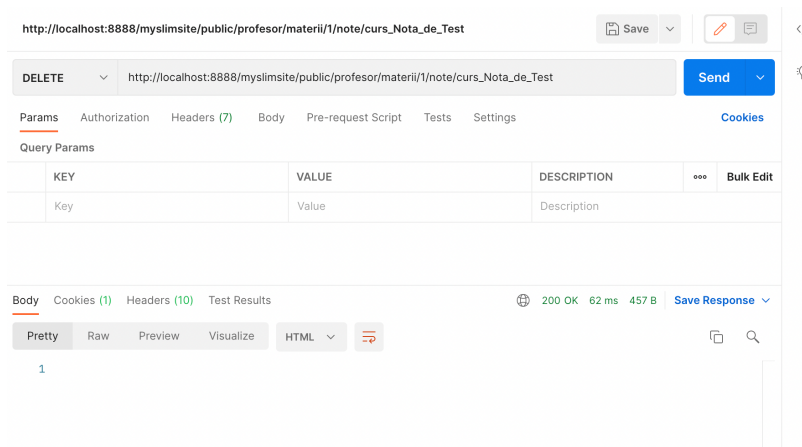 http://localhost:8888/myslimsite/public/profesor/materii/1/note/curs_Nota_de_Test Save
DELETE http://localhost:8888/myslimsite/public/profesor/materii/1/note/curs_Nota_de_Test Send
Params Authorization Headers (7) Body Pre-request Script Tests Settings Cookies
Query Params
KEY VALUE DESCRIPTION ooo Bulk Edit
Key Value Description
Body Cookies (1) Headers (10) Test Results 200 OK 62 ms 457 B Save Response
Pretty Raw Preview Visualize HTML
1